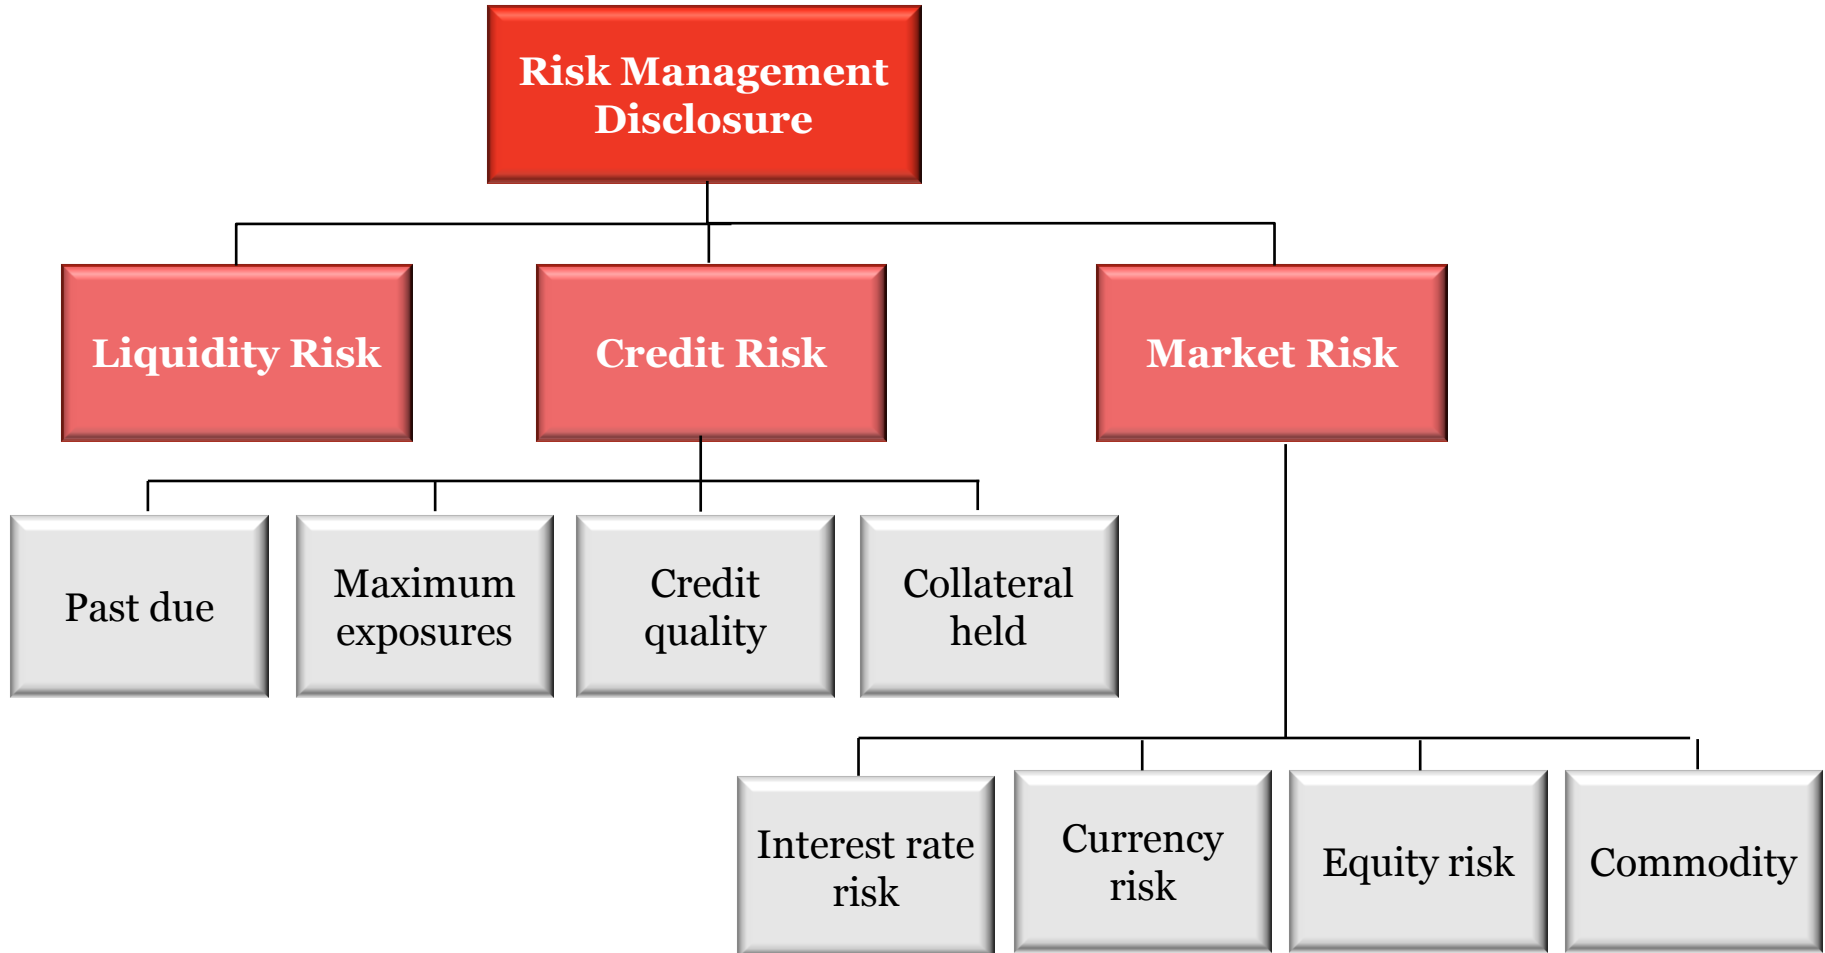 Risk Management
Disclosure
Liquidity Risk
Credit Risk
Market Risk
Past due
Maximum
exposures
Credit
quality
Collateral
held
Interest rate
risk
Currency
risk
Equity risk
Commodity